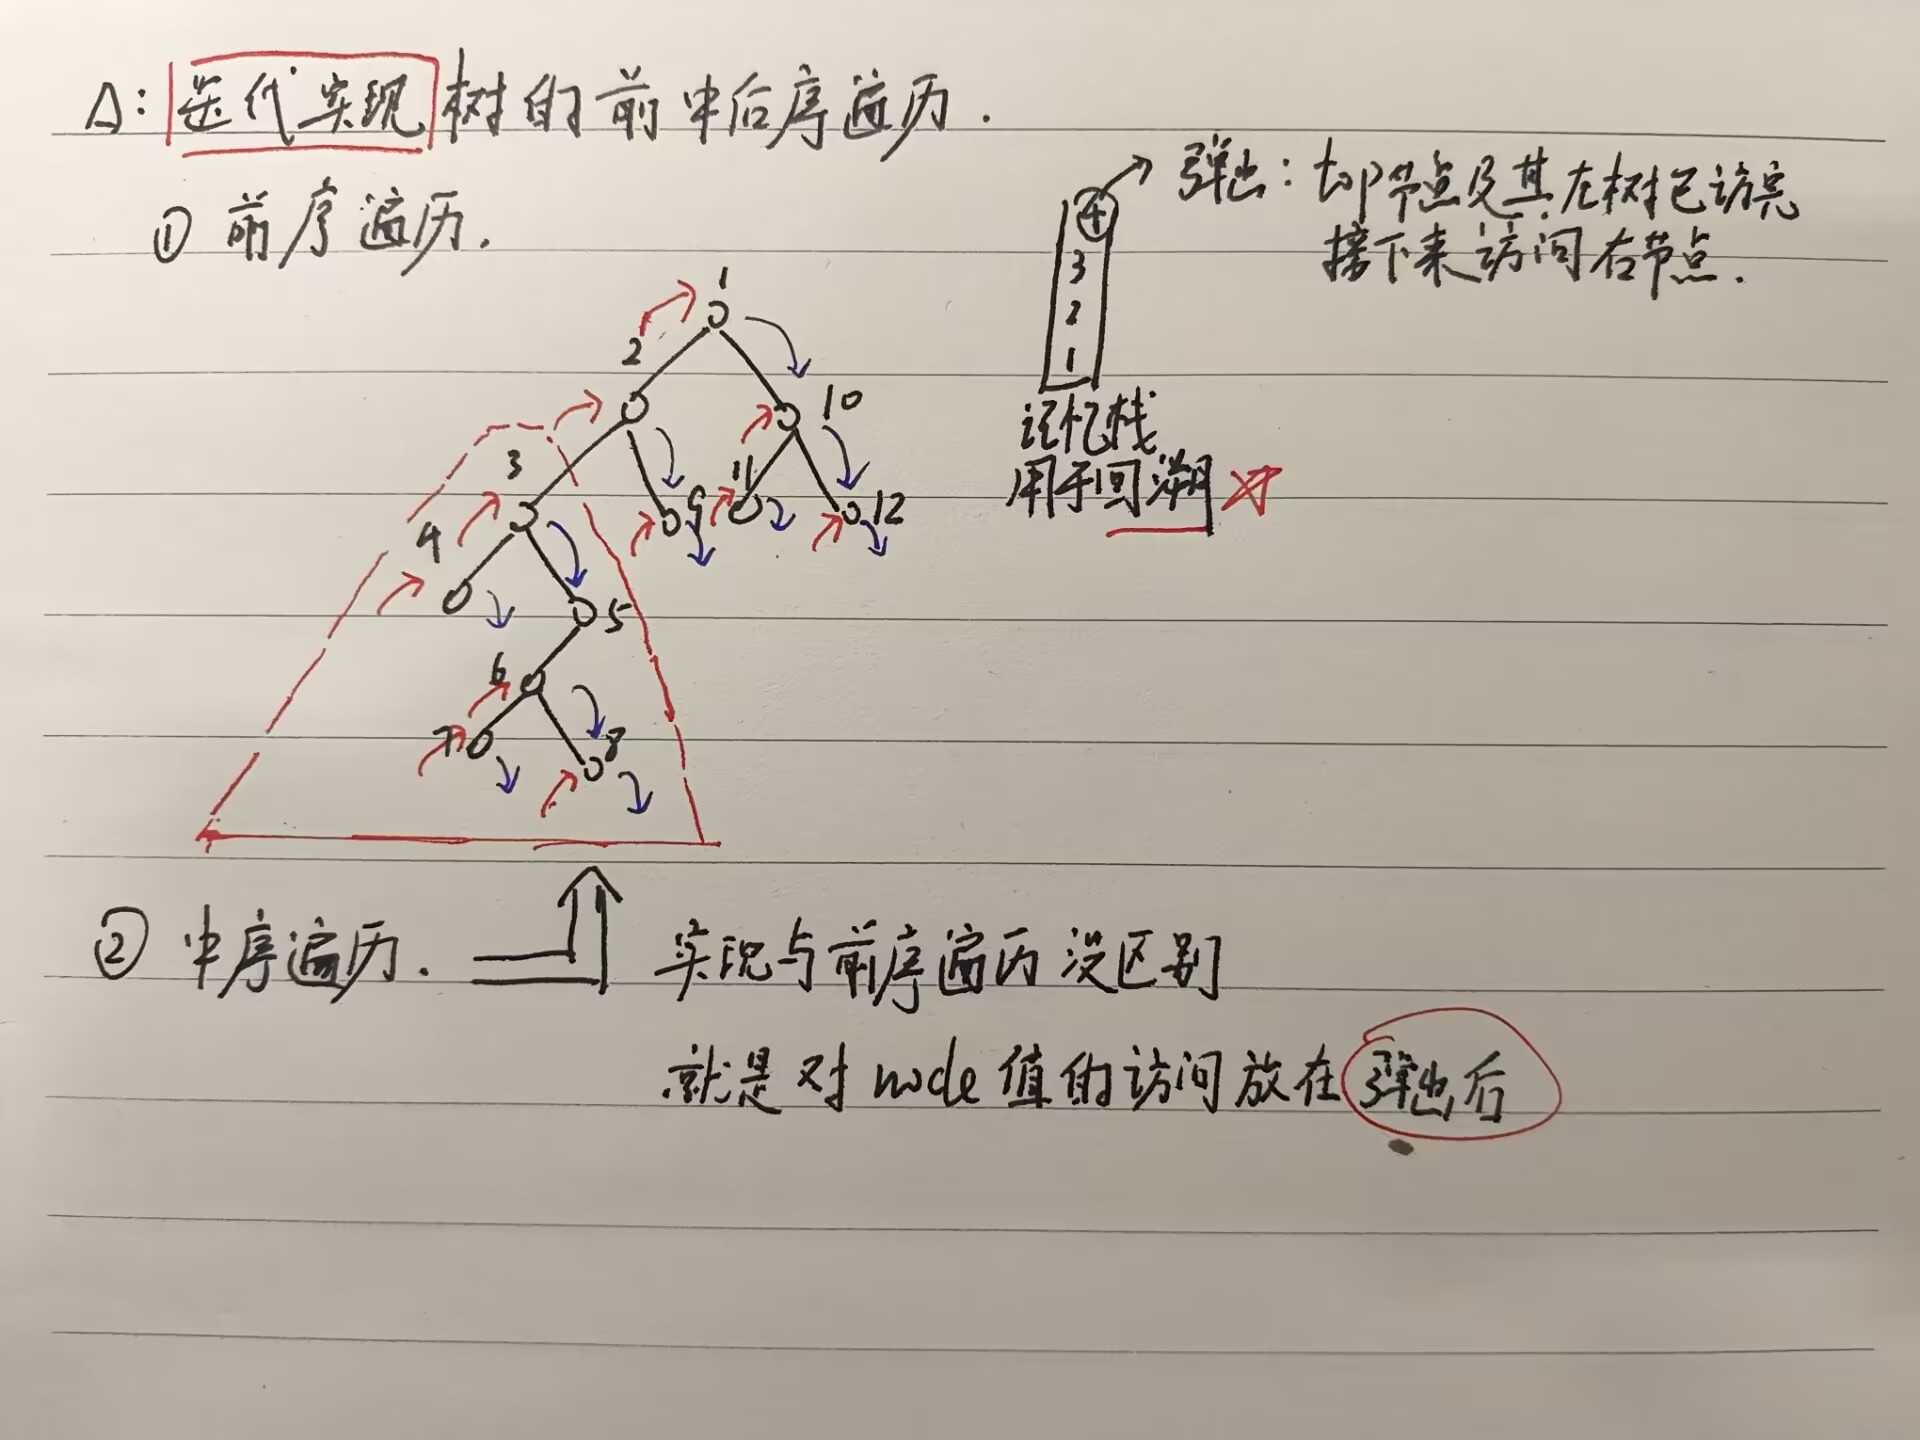 A: 迭代实现 树的前中后序遍历.
① 前序遍历.
弹出: top节点及其左树已访完
接下来访问右节点.
4
3
2
1
记忆栈
用于回溯
1
2
10
3
9
11
12
4
5
6
7
8
② 中序遍历. 实现与前序遍历没区别
就是对node值的访问放在弹出后